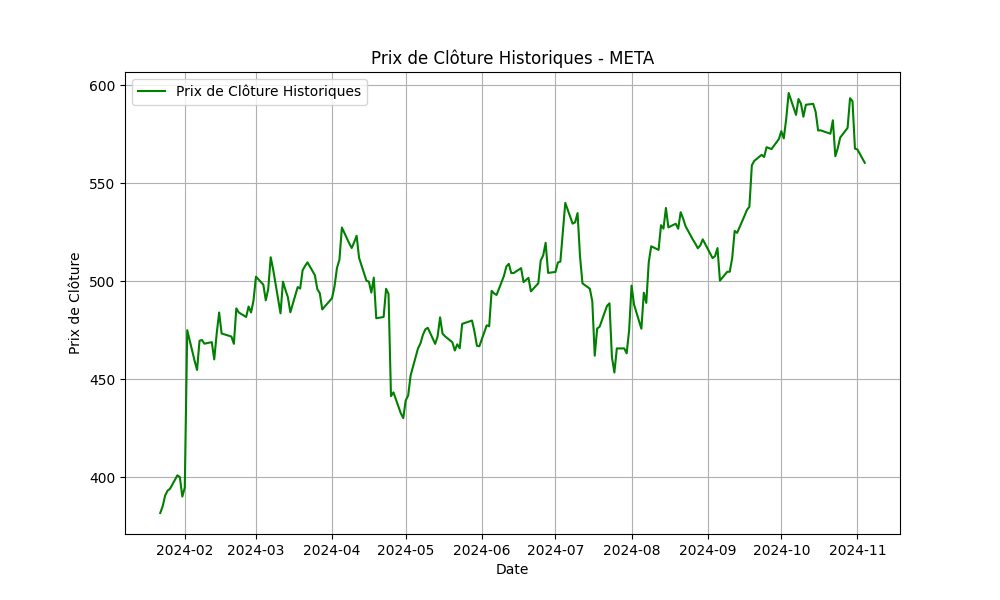 Prix de Clôture Historiques - META
Prix de Clôture Historiques
600
550
500
450
400
Prix de Clôture
2024-02 2024-03 2024-04 2024-05 2024-06 2024-07 2024-08 2024-09 2024-10 2024-11
Date